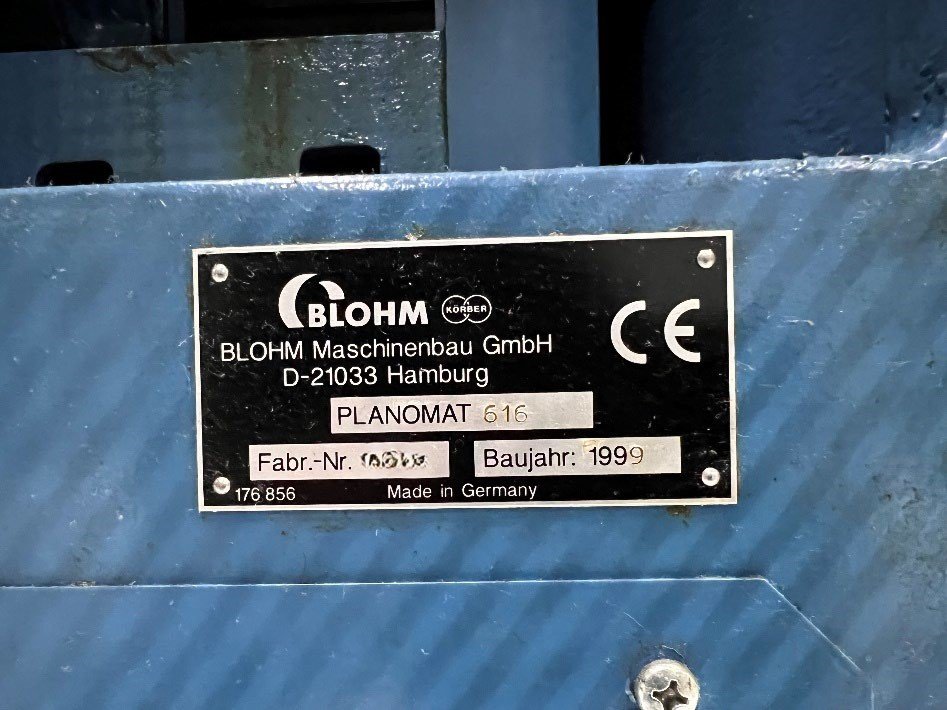 BLOHM KÖRBER
BLOHM Maschinenbau GmbH
D-21033 Hamburg
CE
PLANOMAT 616
Fabr.-Nr.
Baujahr: 1999
176 856
Made in Germany